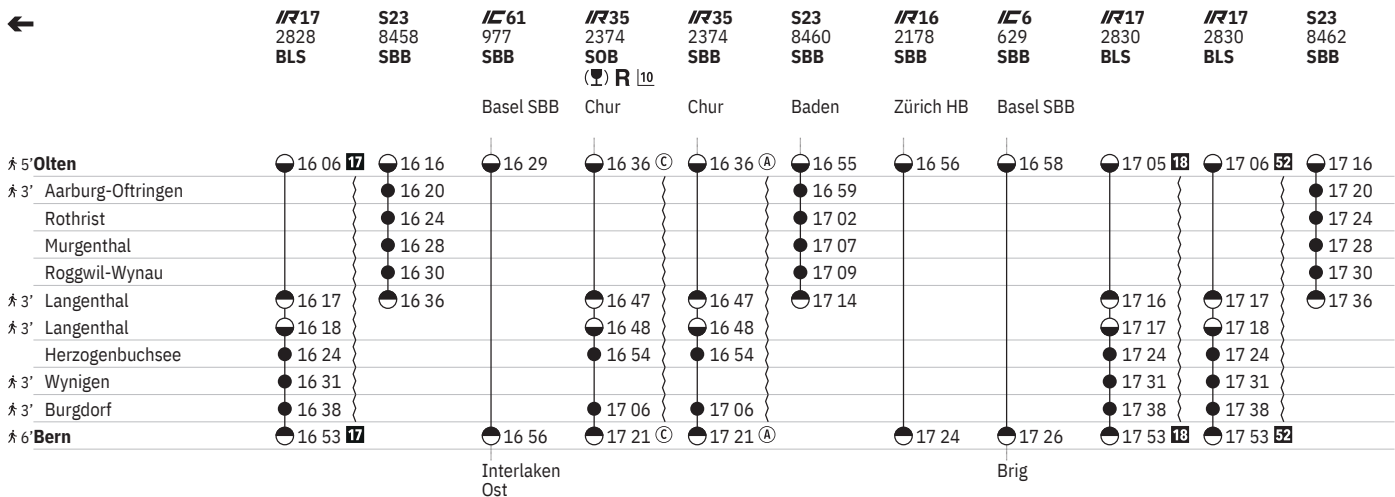 IR17 S23 IC61 IR35 IR35 S23 IR16 IC6 IR17 IR17 S23
2828 8458 977 2374 2374 8460 2178 629 2830 2830 8462
BLS SBB SBB SOB SBB SBB SBB SBB BLS BLS SBB
R 10
Basel SBB Chur Chur Baden Zürich HB Basel SBB
5’ Olten 16 06 17 16 16 16 29 16 36 C 16 36 A 16 55 16 56 16 58 17 05 18 17 06 52 17 16
3’ Aarburg-Oftringen 16 20 16 59 17 20
Rothrist 16 24 17 02 17 24
Murgenthal 16 28 17 07 17 28
Roggwil-Wynau 16 30 17 09 17 30
3’ Langenthal 16 17 16 36 16 47 16 47 17 14 17 16 17 17 17 36
3’ Langenthal 16 18 16 48 16 48 17 17 17 18
Herzogenbuchsee 16 24 16 54 16 54 17 24 17 24
3’ Wynigen 16 31 17 31 17 31
3’ Burgdorf 16 38 17 06 17 06 17 38 17 38
6’ Bern 16 53 17 16 56 17 21 C 17 21 A 17 24 17 26 17 53 18 17 53 52
Interlaken Brig
Ost